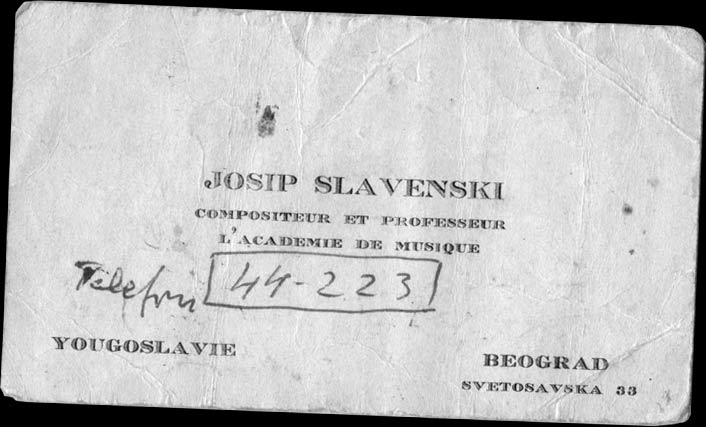 JOSIP SLAVENSKI
COMPOSITEUR ET PROFESSEUR
L'ACADEMIE DE MUSIQUE
Telefon 44-223
YOUGOSLAVIE
BEOGRAD
SVETOSAVSKA 33